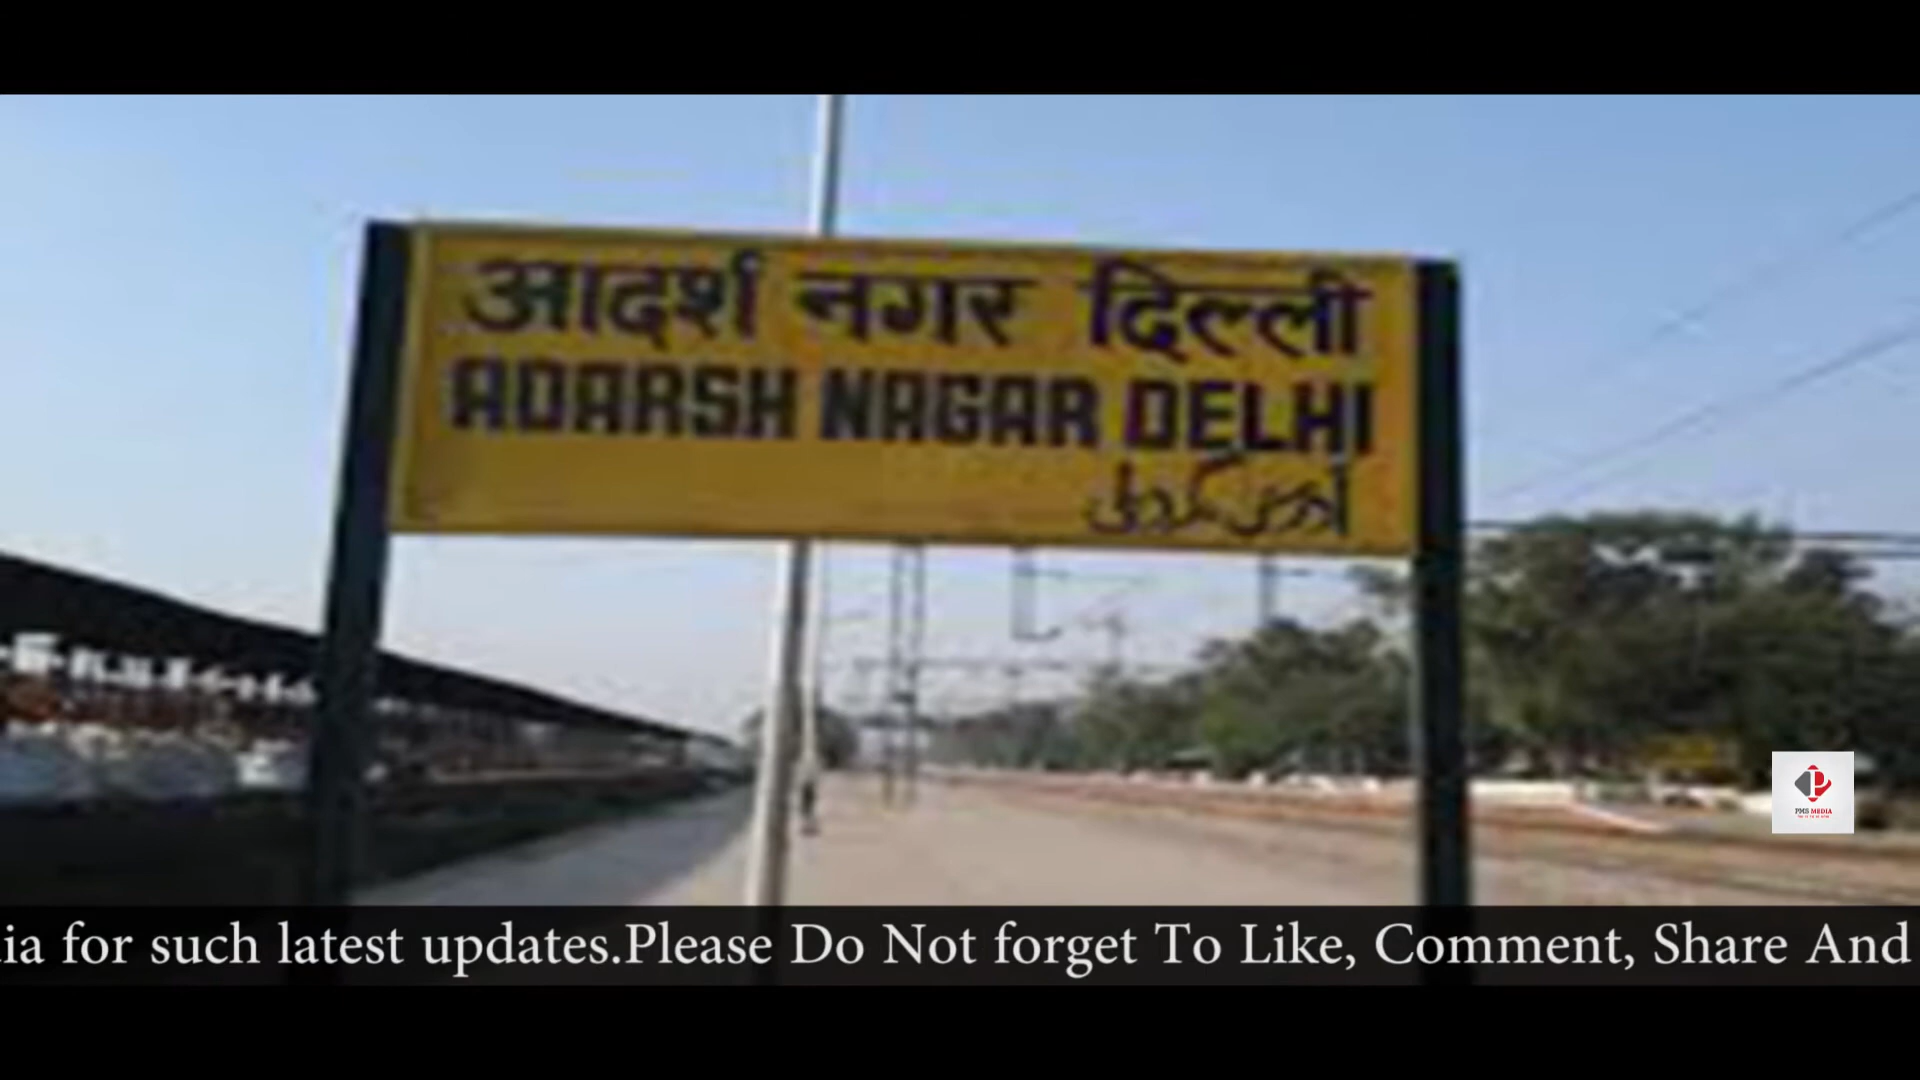 आदर्श नगर दिल्ली
ADARSH NAGAR DELHI
PMS MEDIA
ia for such latest updates.Please Do Not forget To Like, Comment, Share And